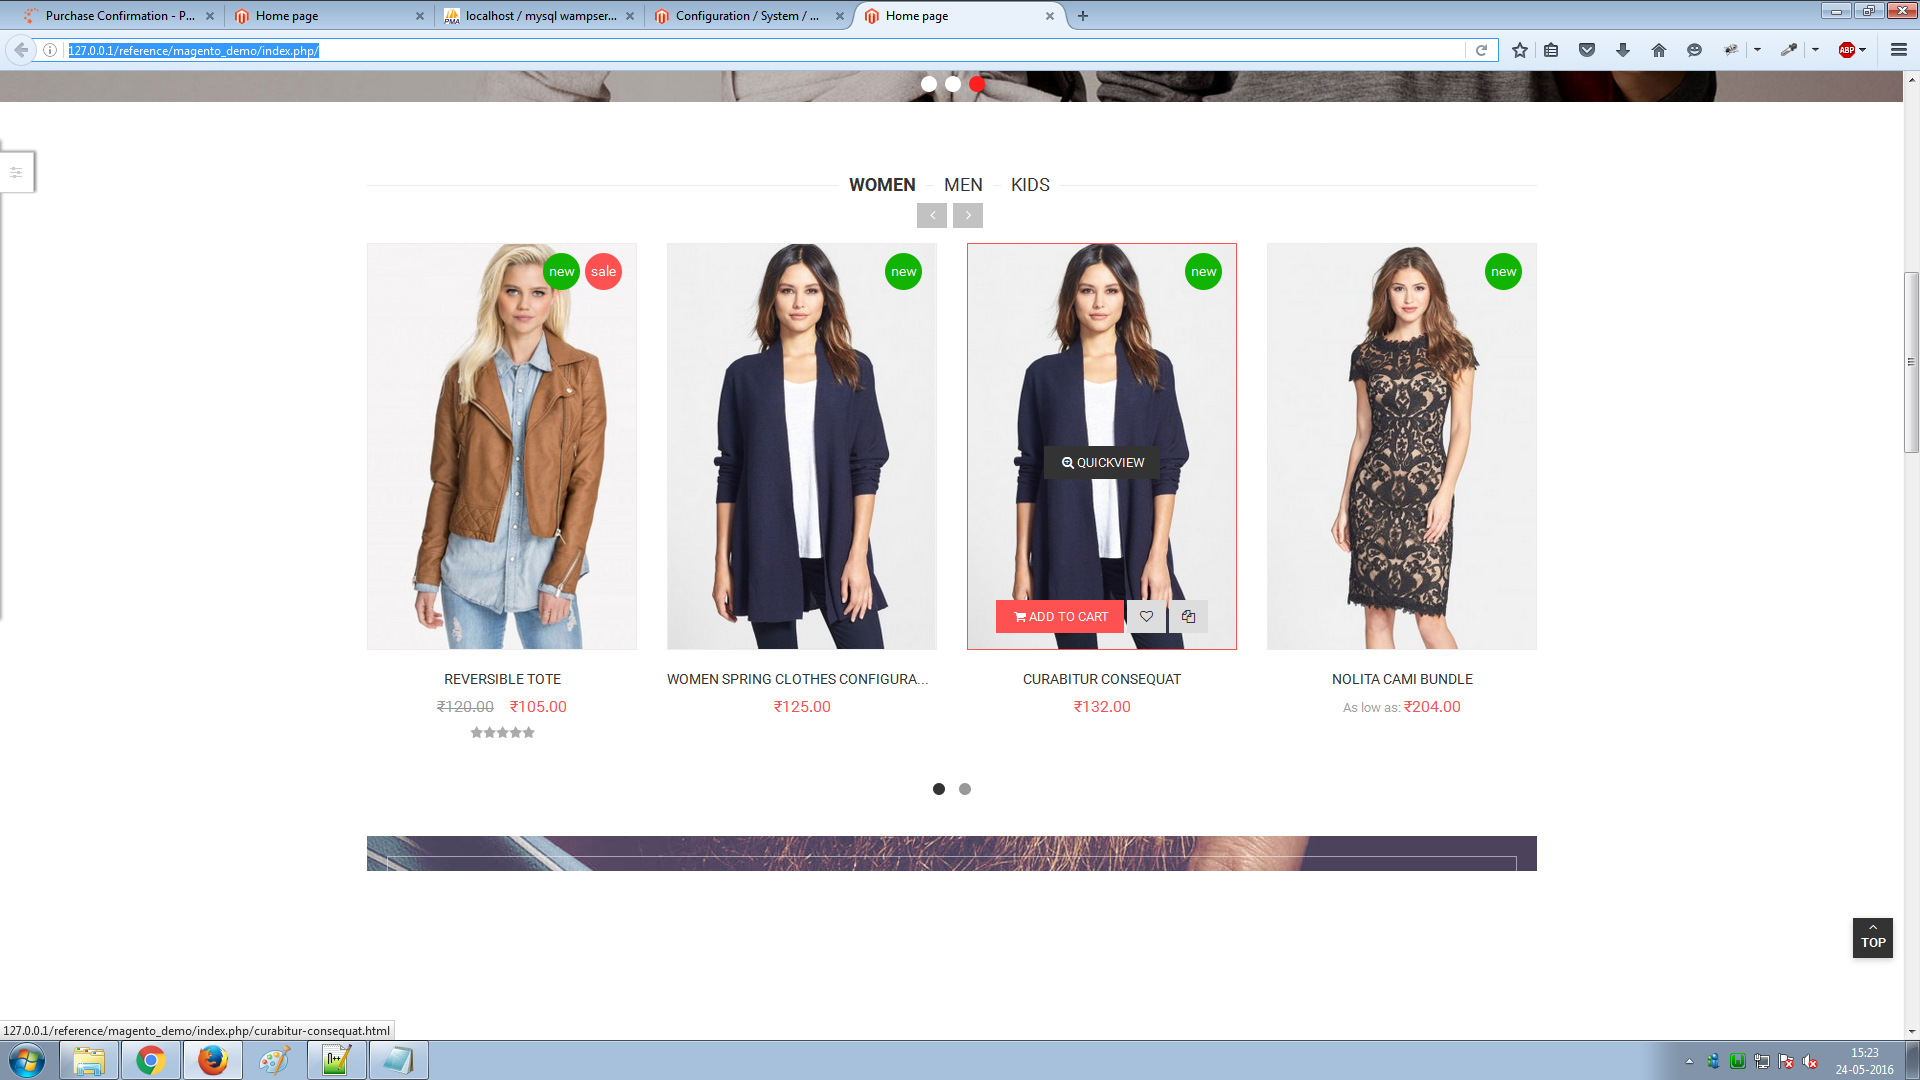 Purchase Confirmation - P...
Home page
localhost / mysql wampser...
Configuration / System / ...
Home page
127.0.0.1/reference/magento_demo/index.php/
ABP
WOMEN
MEN
KIDS
new
sale
new
new
new
QUICKVIEW
ADD TO CART
REVERSIBLE TOTE
WOMEN SPRING CLOTHES CONFIGURA...
CURABITUR CONSEQUAT
NOLITA CAMI BUNDLE
₹120.00 ₹105.00
₹125.00
₹132.00
As low as: ₹204.00
TOP
127.0.0.1/reference/magento_demo/index.php/curabitur-consequat.html
15:23
24-05-2016